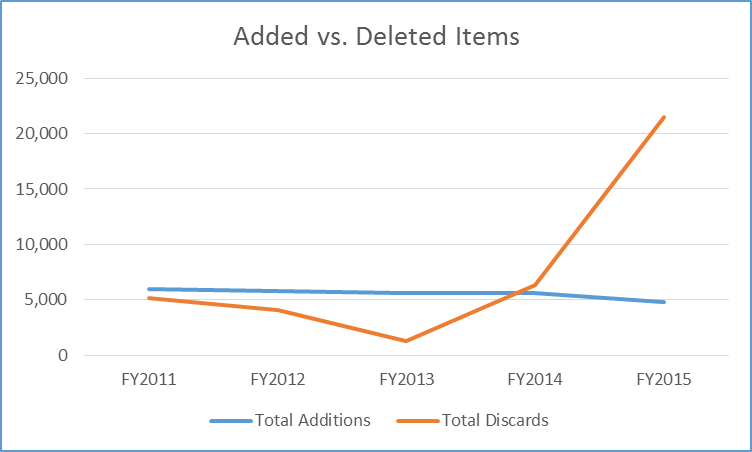 Added vs. Deleted Items
25,000
20,000
15,000
10,000
5,000
0
FY2011 FY2012 FY2013 FY2014 FY2015
Total Additions Total Discards